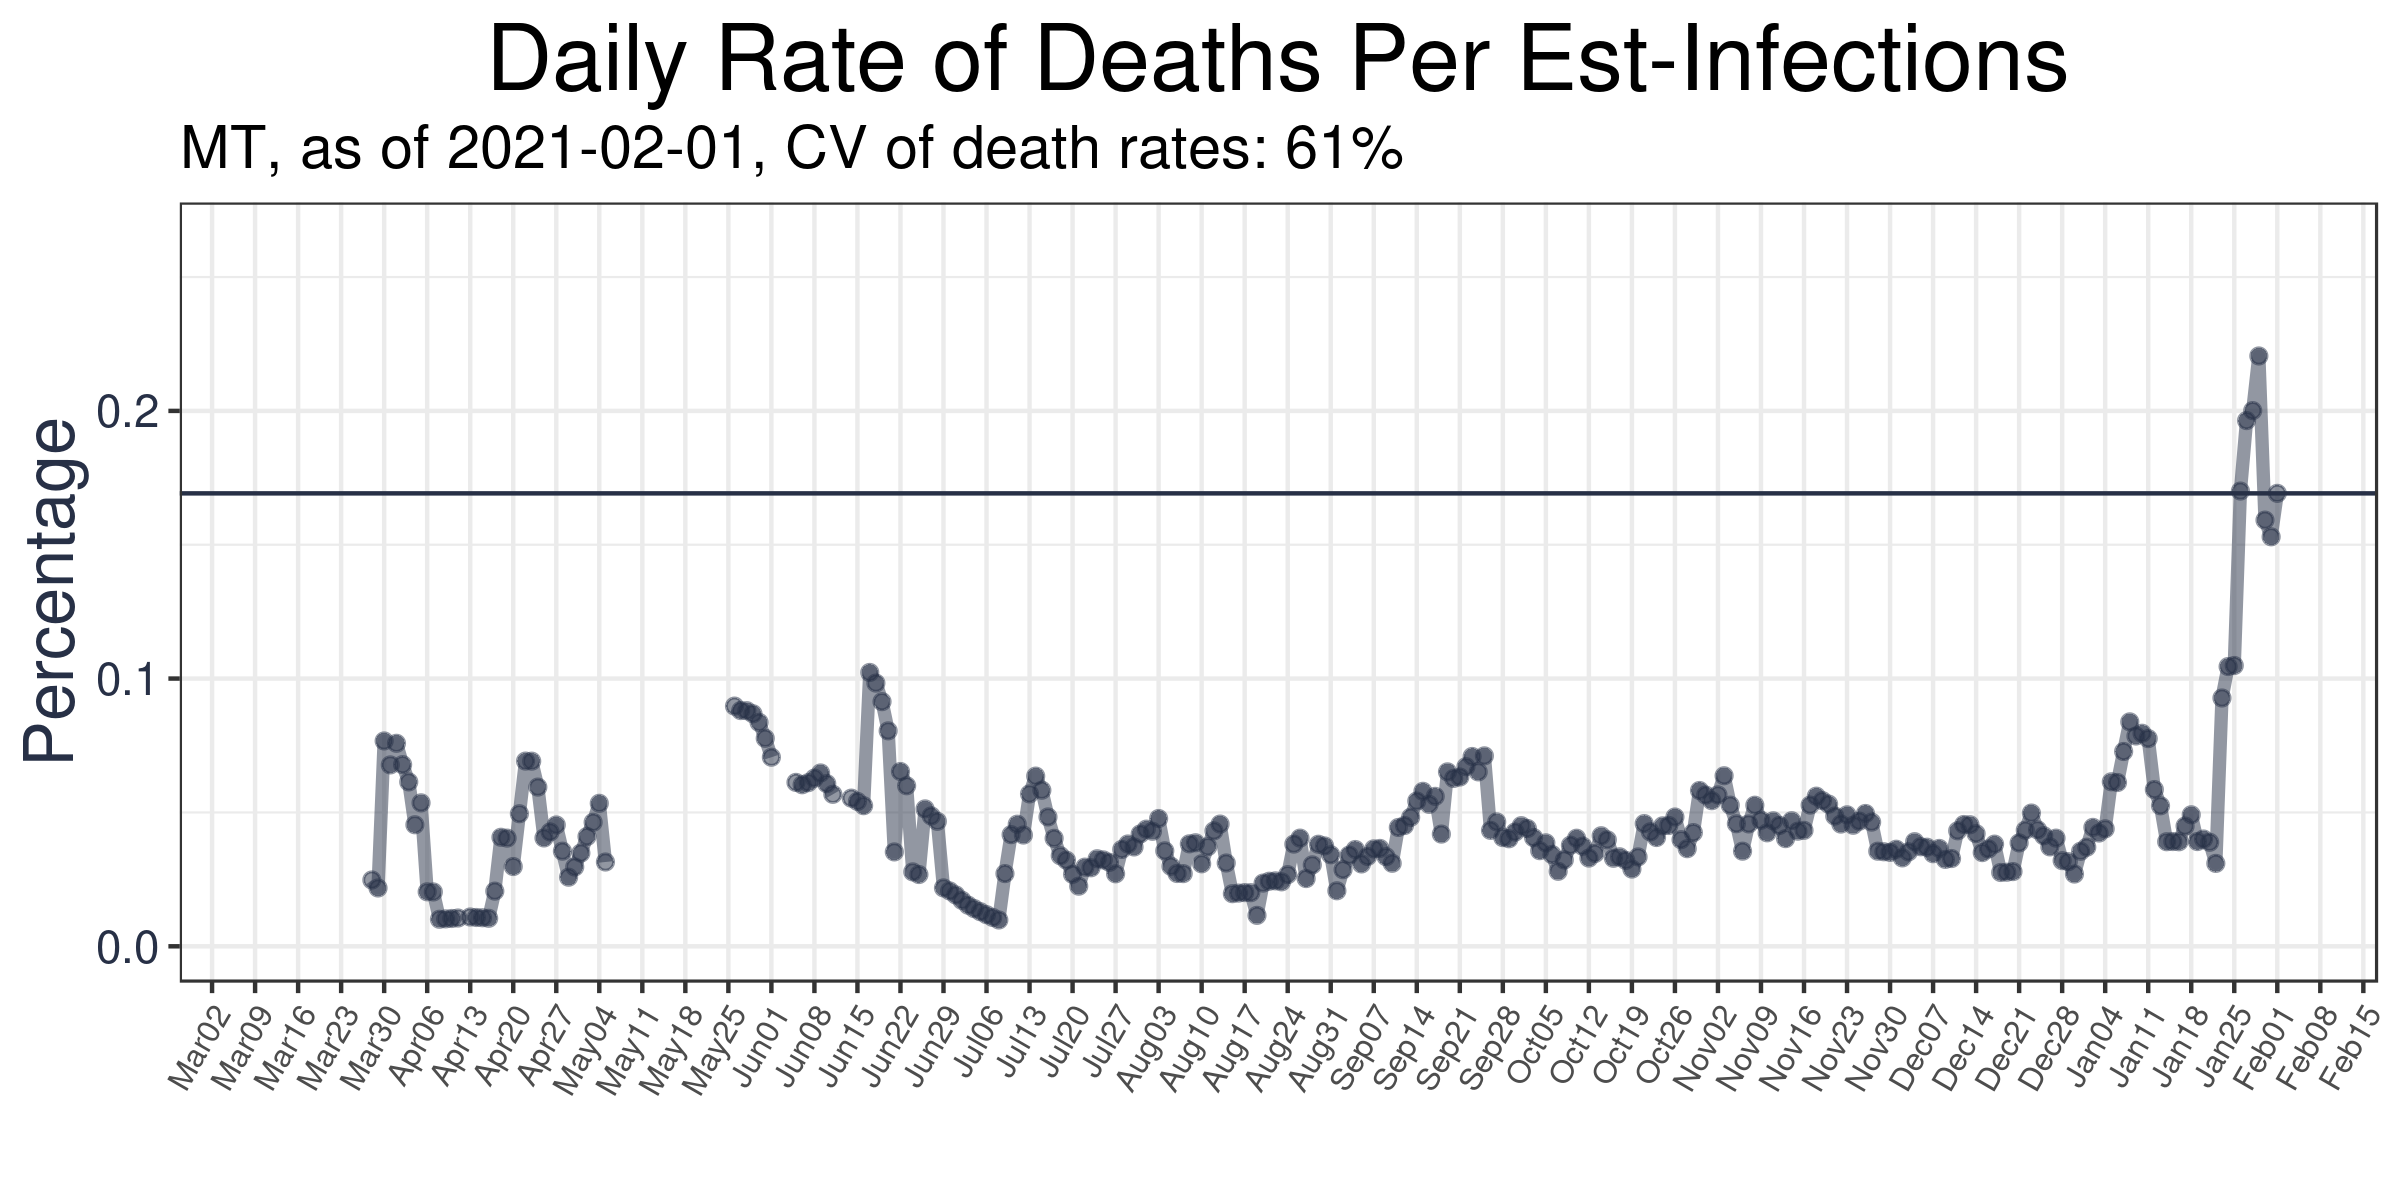 Daily Rate of Deaths Per Est-Infections
MT, as of 2021-02-01, CV of death rates: 61%
Percentage
0.2
0.1
0.0
Mar02
Mar09
Mar16
Mar23
Mar30
Apr06
Apr13
Apr20
Apr27
May04
May11
May18
May25
Jun01
Jun08
Jun15
Jun22
Jun29
Jul06
Jul13
Jul20
Jul27
Aug03
Aug10
Aug17
Aug24
Aug31
Sep07
Sep14
Sep21
Sep28
Oct05
Oct12
Oct19
Oct26
Nov02
Nov09
Nov16
Nov23
Nov30
Dec07
Dec14
Dec21
Dec28
Jan04
Jan11
Jan18
Jan25
Feb01
Feb08
Feb15